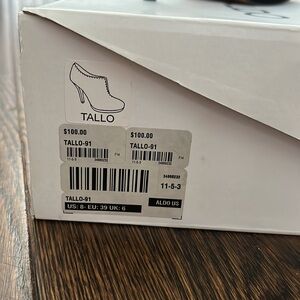 TALLO
$100.00
TALLO-91
$100.00
TALLO-91
11-5-3
TALLO-91
US: 8- EU: 39 UK: 6
ALDO US